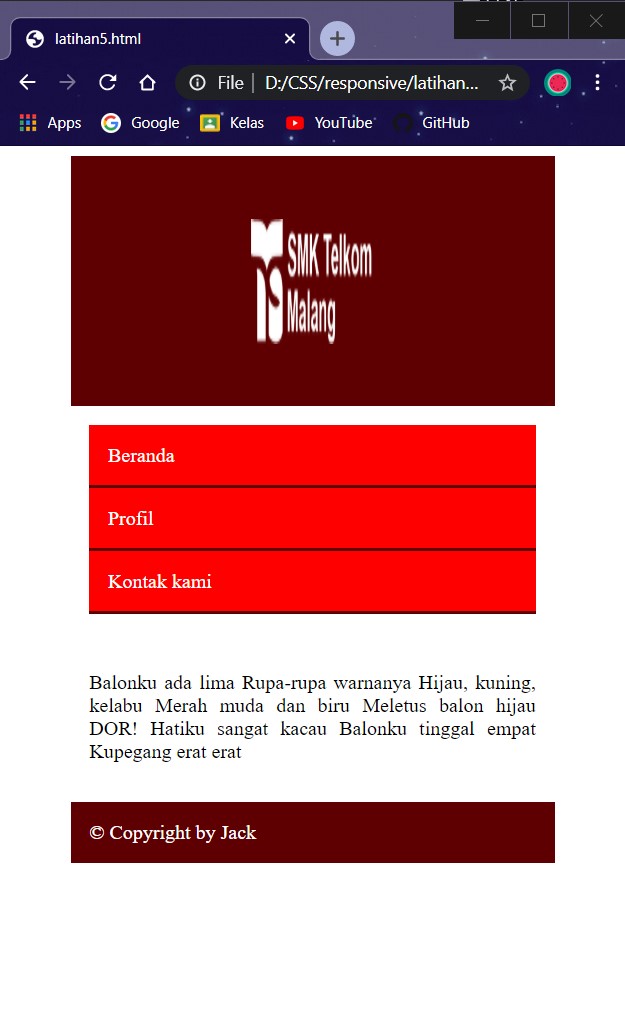 latihan5.html
File | D:/CSS/responsive/latihan...
Apps Google Kelas YouTube GitHub
SMK Telkom
Malang
Beranda
Profil
Kontak kami
Balonku ada lima Rupa-rupa warnanya Hijau, kuning,
kelabu Merah muda dan biru Meletus balon hijau
DOR! Hatiku sangat kacau Balonku tinggal empat
Kupegang erat erat
© Copyright by Jack